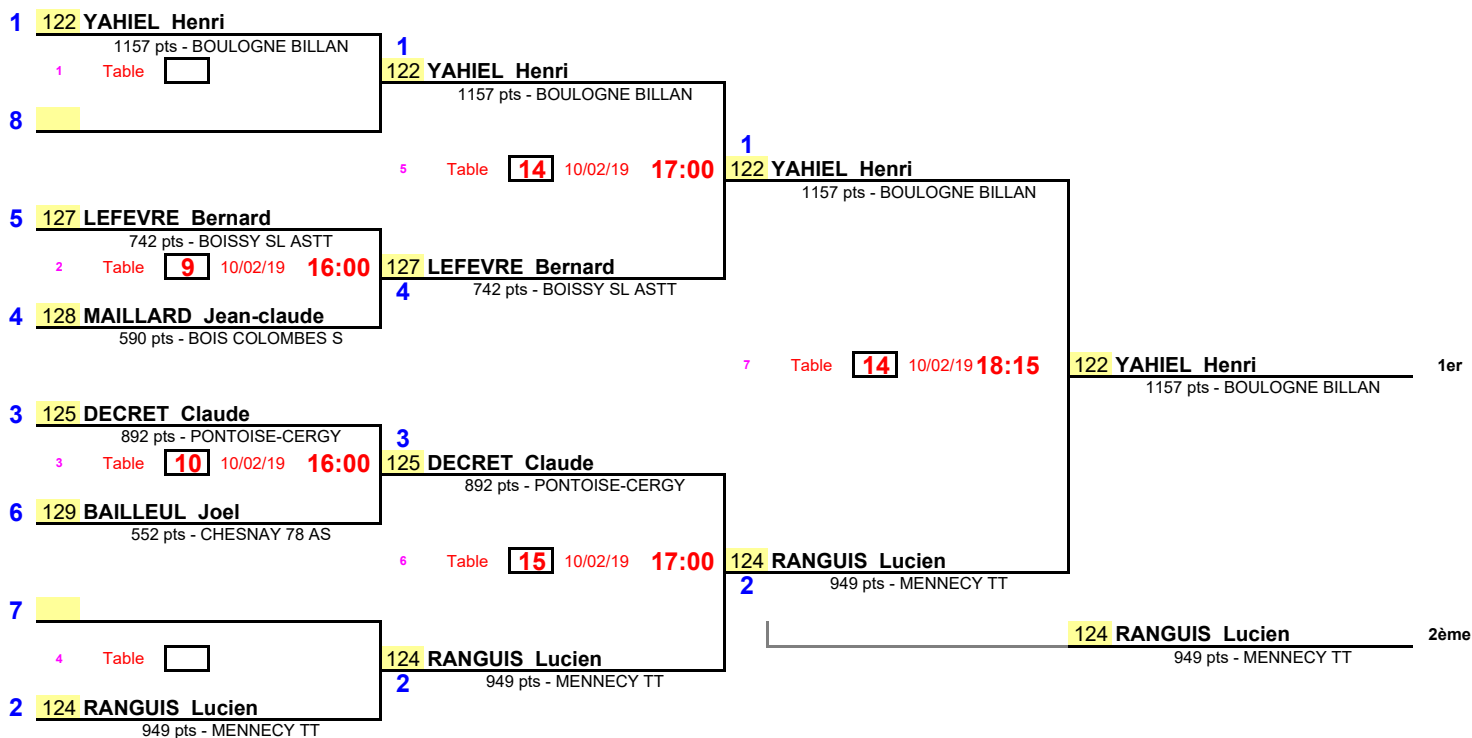 1 122 YAHIEL Henri
1157 pts - BOULOGNE BILLAN
1 Table
8
5 127 LEFEVRE Bernard
742 pts - BOISSY SL ASTT
2 Table 9 10/02/19 16:00
4 128 MAILLARD Jean-claude
590 pts - BOIS COLOMBES S
3 125 DECRET Claude
892 pts - PONTOISE-CERGY
3 Table 10 10/02/19 16:00
6 129 BAILLEUL Joel
552 pts - CHESNAY 78 AS
7
4 Table
2 124 RANGUIS Lucien
949 pts - MENNECY TT
1
122 YAHIEL Henri
1157 pts - BOULOGNE BILLAN
5 Table 14 10/02/19 17:00
127 LEFEVRE Bernard
4 742 pts - BOISSY SL ASTT
3
125 DECRET Claude
892 pts - PONTOISE-CERGY
6 Table 15 10/02/19 17:00
124 RANGUIS Lucien
2 949 pts - MENNECY TT
1
122 YAHIEL Henri
1157 pts - BOULOGNE BILLAN
7 Table 14 10/02/19 18:15
124 RANGUIS Lucien
2 949 pts - MENNECY TT
122 YAHIEL Henri 1er
1157 pts - BOULOGNE BILLAN
124 RANGUIS Lucien 2ème
949 pts - MENNECY TT